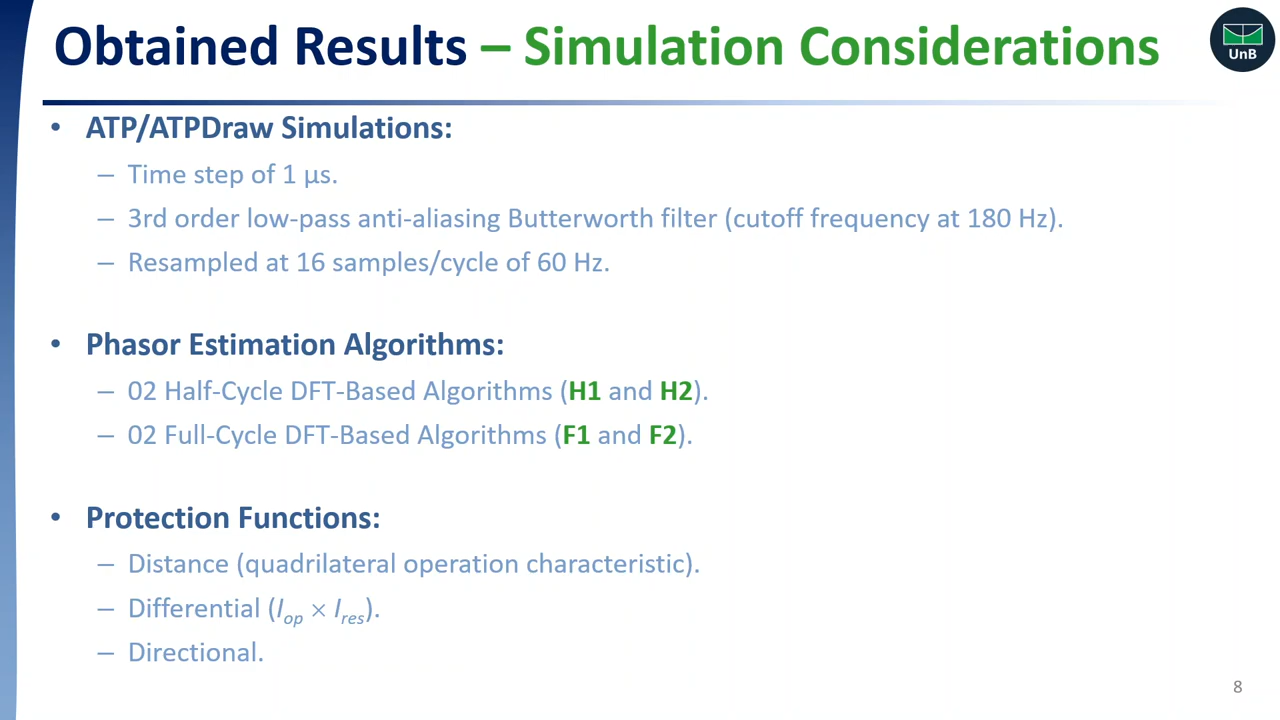 Obtained Results – Simulation Considerations
UnB
• ATP/ATPDraw Simulations:
– Time step of 1 µs.
– 3rd order low-pass anti-aliasing Butterworth filter (cutoff frequency at 180 Hz).
– Resampled at 16 samples/cycle of 60 Hz.
• Phasor Estimation Algorithms:
– 02 Half-Cycle DFT-Based Algorithms (H1 and H2).
– 02 Full-Cycle DFT-Based Algorithms (F1 and F2).
• Protection Functions:
– Distance (quadrilateral operation characteristic).
– Differential (Iop × Ires).
– Directional.
8